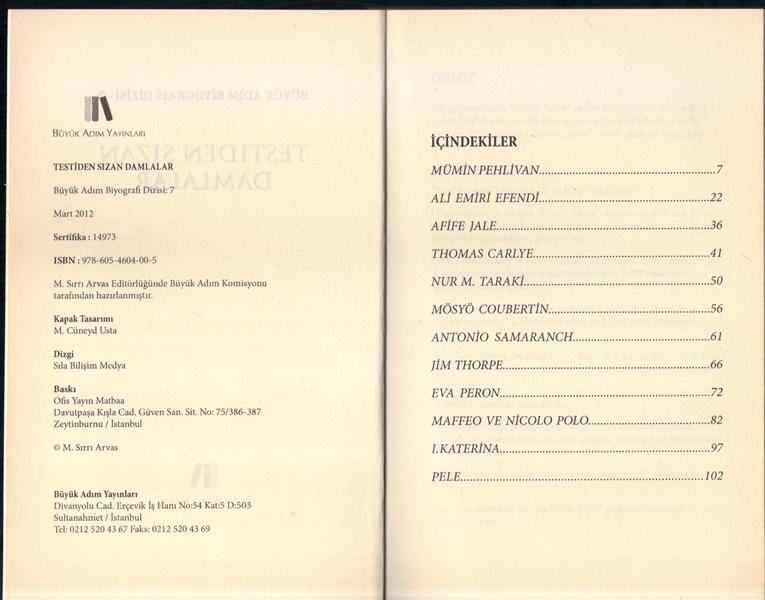 BÜYÜK ADIM YAYINLARI
TESTİDEN SIZAN DAMLALAR
Büyük Adım Biyografi Dizisi: 7
Mart 2012
Sertifika : 14973
ISBN : 978-605-4604-00-5
M. Sırrı Arvas Editörlüğünde Büyük Adım Komisyonu
tarafından hazırlanmıştır.
Kapak Tasarımı
M. Cüneyd Usta
Dizgi
Sıla Bilişim Medya
Baskı
Ofis Yayın Matbaa
Davutpaşa Kışla Cad. Güven San. Sit. No: 75/386-387
Zeytinburnu / İstanbul
© M. Sırrı Arvas
Büyük Adım Yayınları
Divanyolu Cad. Erçevik İş Hanı No:54 Kat:5 D:503
Sultanahmet / İstanbul
Tel: 0212 520 43 67 Faks: 0212 520 43 69
İÇİNDEKİLER
MÜMİN PEHLİVAN.....7
ALİ EMİRİ EFENDİ.....22
AFİFE JALE.....36
THOMAS CARLYE.....41
NUR M. TARAKİ.....50
MÖSYÖ COUBERTİN.....56
ANTONİO SAMARANCH.....61
JİM THORPE.....66
EVA PERON.....72
MAFFEO VE NİCOLO POLO.....82
I.KATERİNA.....97
PELE.....102